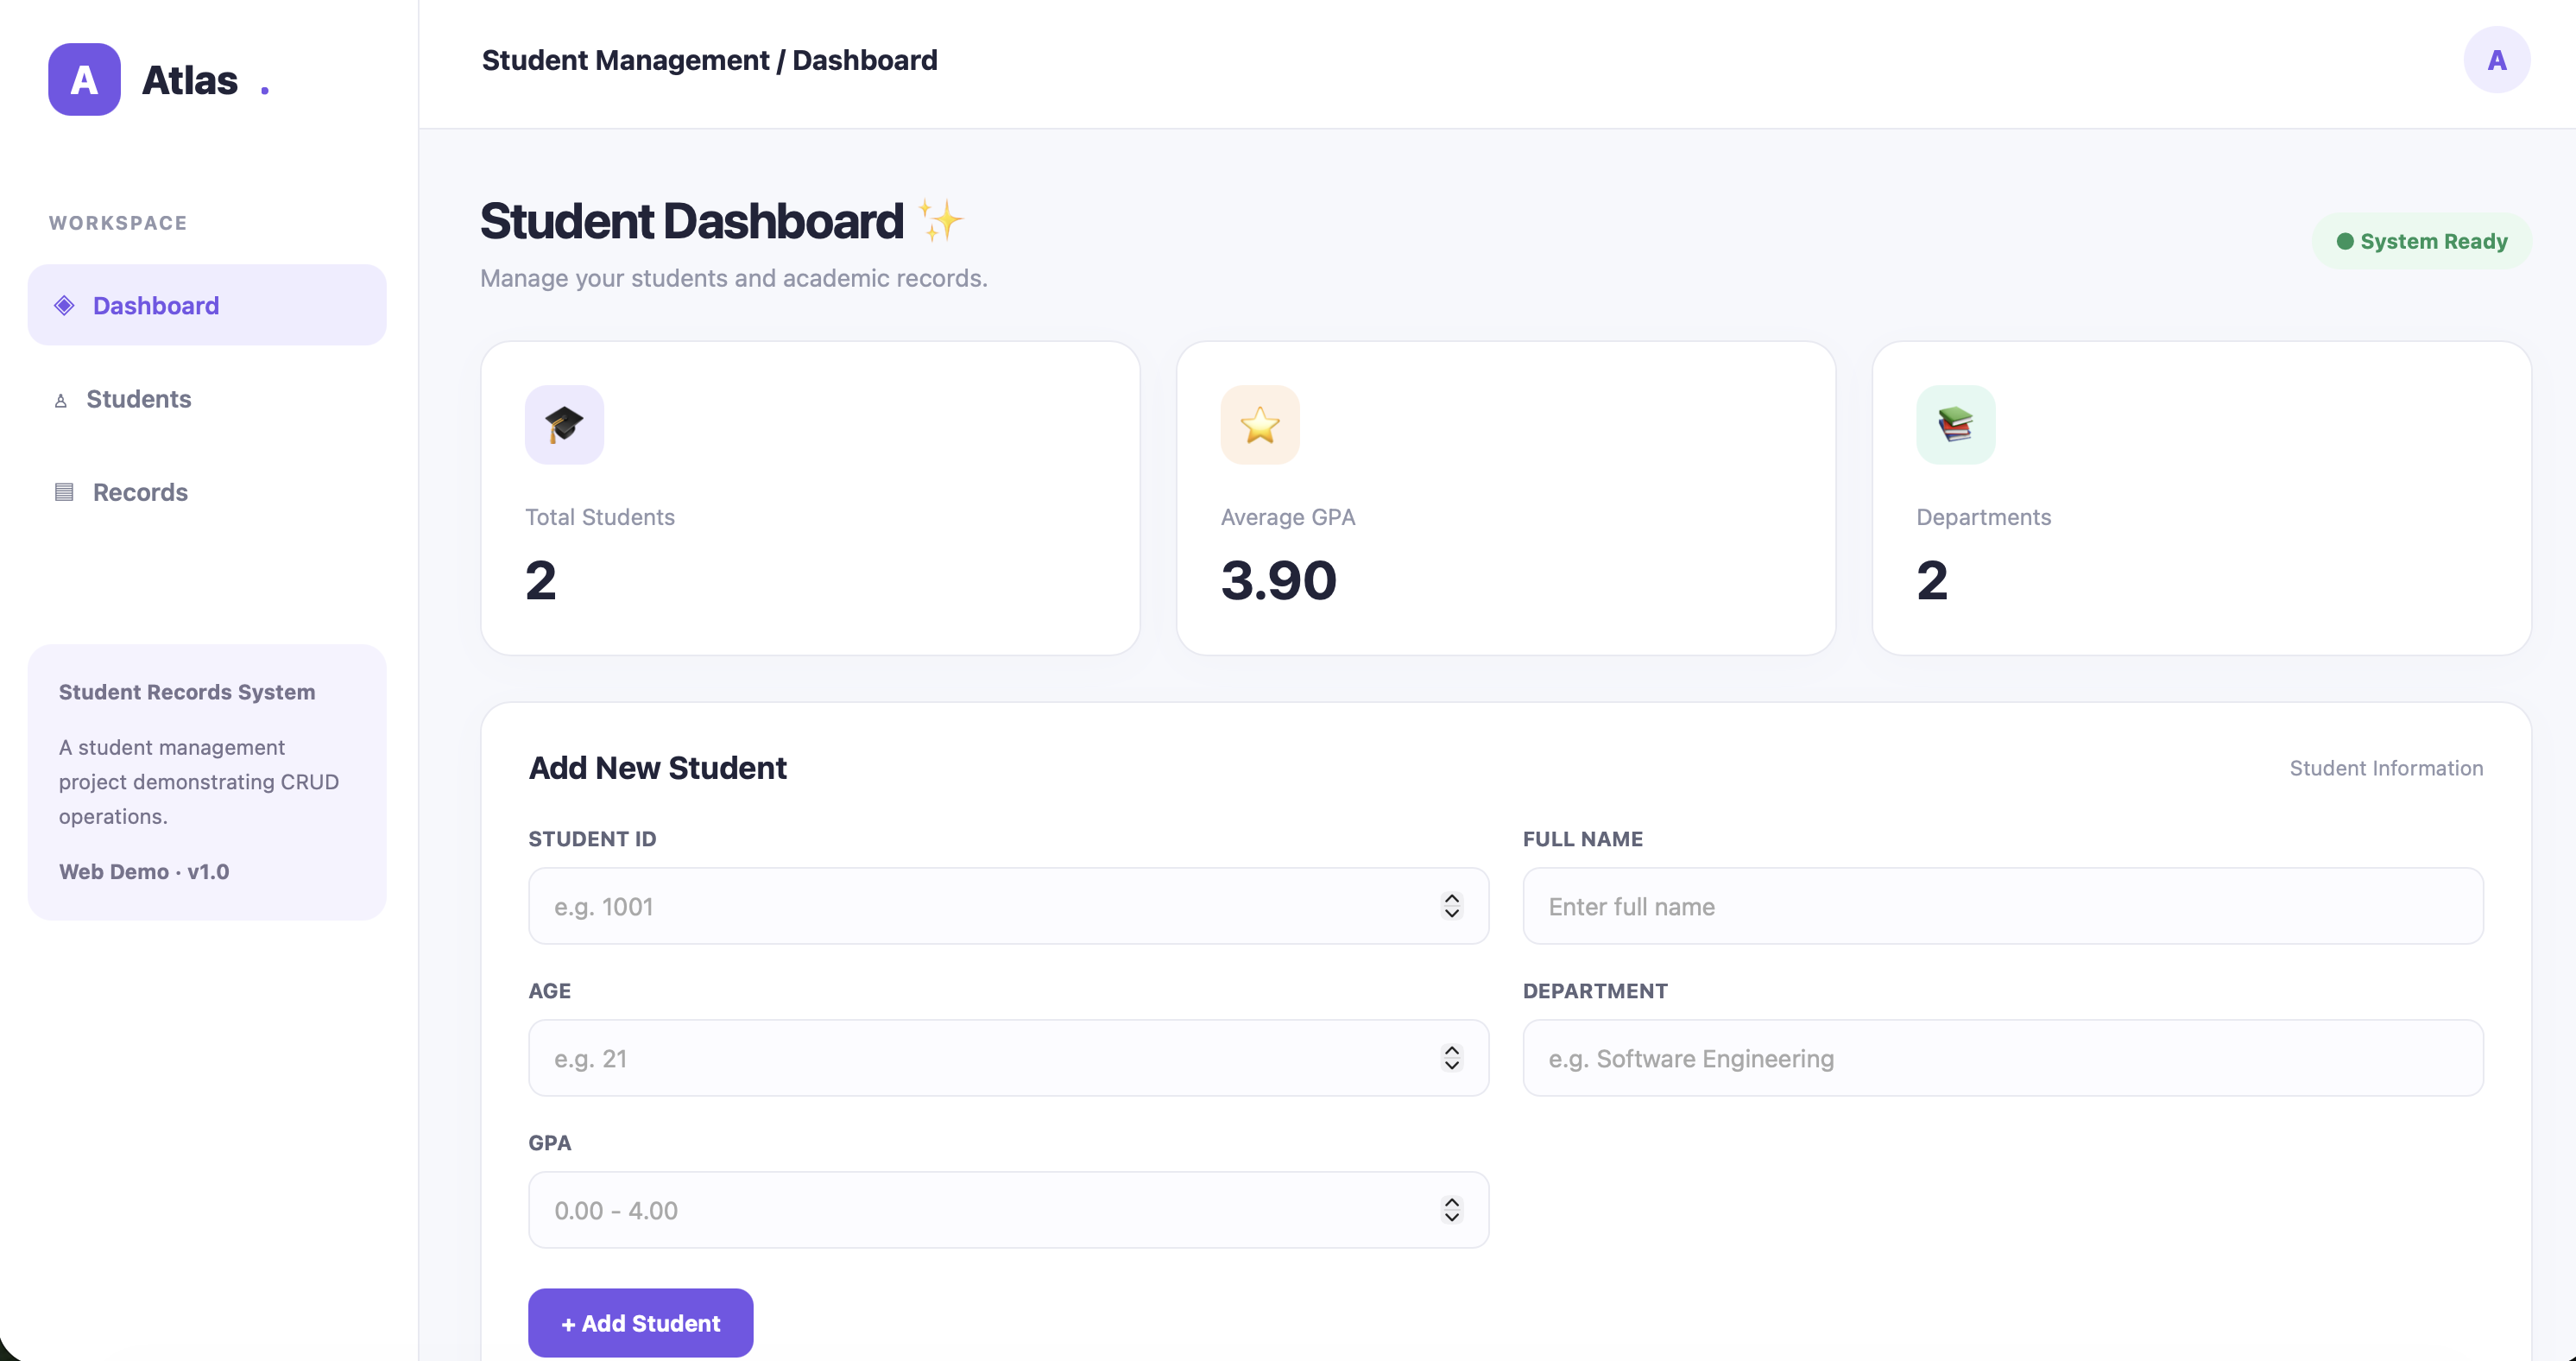 A Atlas .
Student Management / Dashboard
A
WORKSPACE
Dashboard
Students
Records
Student Records System
A student management
project demonstrating CRUD
operations.
Web Demo · v1.0
Student Dashboard ✨
Manage your students and academic records.
System Ready
Total Students
2
Average GPA
3.90
Departments
2
Add New Student
Student Information
STUDENT ID
e.g. 1001
FULL NAME
Enter full name
AGE
e.g. 21
DEPARTMENT
e.g. Software Engineering
GPA
0.00 - 4.00
+ Add Student